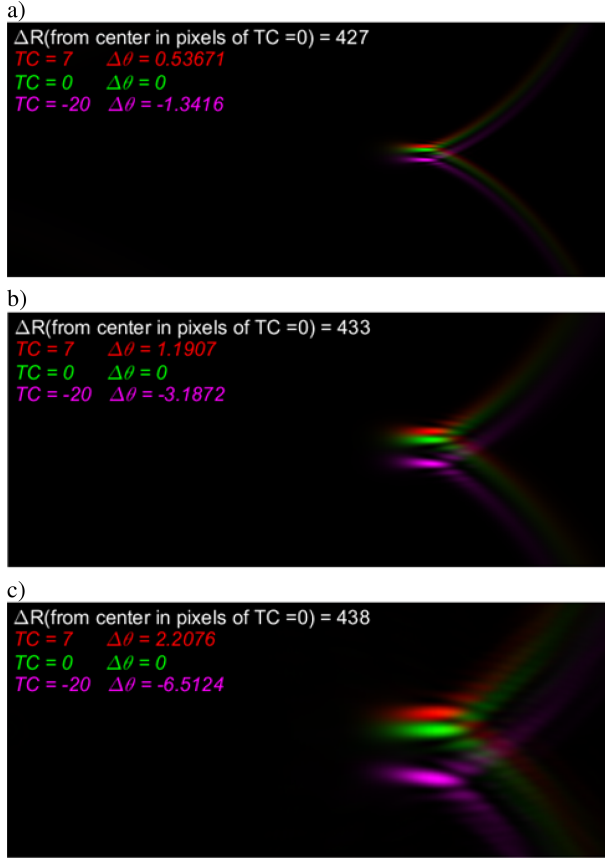 a)
ΔR(from center in pixels of TC =0) = 427
TC = 7 Δθ = 0.53671
TC = 0 Δθ = 0
TC = -20 Δθ = -1.3416
b)
ΔR(from center in pixels of TC =0) = 433
TC = 7 Δθ = 1.1907
TC = 0 Δθ = 0
TC = -20 Δθ = -3.1872
c)
ΔR(from center in pixels of TC =0) = 438
TC = 7 Δθ = 2.2076
TC = 0 Δθ = 0
TC = -20 Δθ = -6.5124